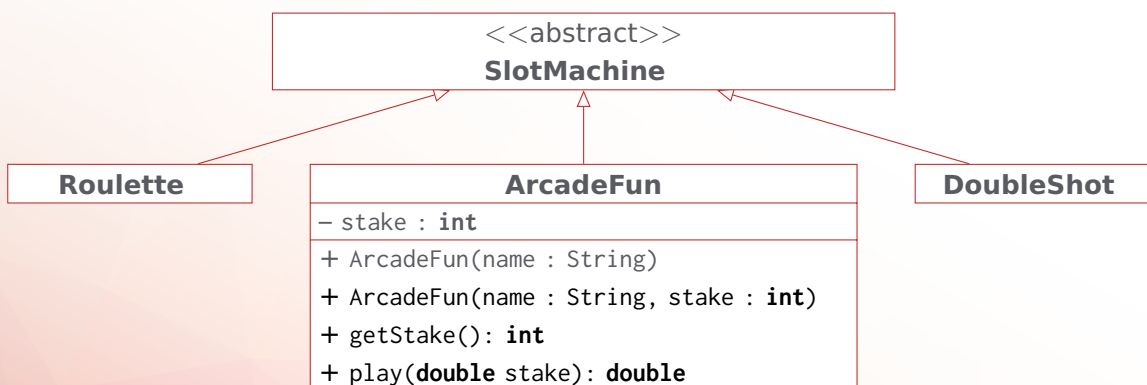 <<abstract>>
SlotMachine
Roulette
ArcadeFun
DoubleShot
– stake : int
+ ArcadeFun(name : String)
+ ArcadeFun(name : String, stake : int)
+ getStake(): int
+ play(double stake): double